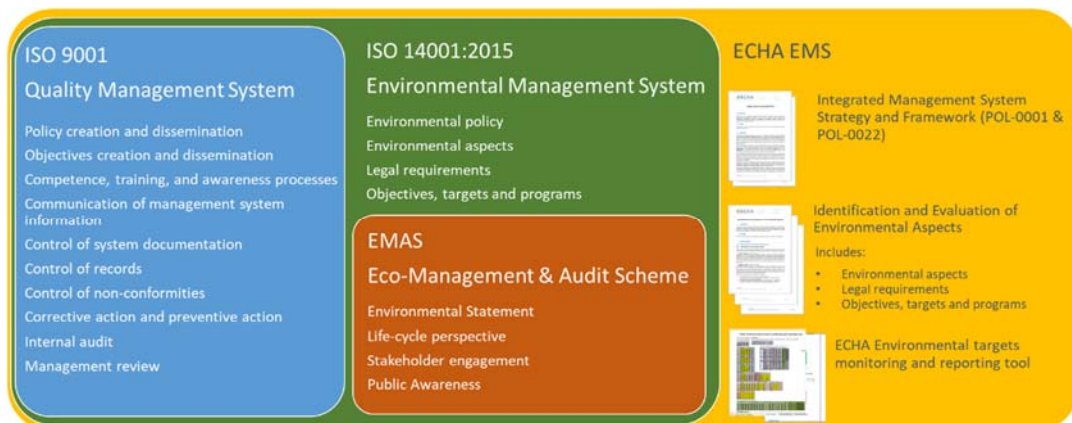 ISO 9001
Quality Management System
Policy creation and dissemination
Objectives creation and dissemination
Competence, training, and awareness processes
Communication of management system
information
Control of system documentation
Control of records
Control of non-conformities
Corrective action and preventive action
Internal audit
Management review
ISO 14001:2015
Environmental Management System
Environmental policy
Environmental aspects
Legal requirements
Objectives, targets and programs
EMAS
Eco-Management & Audit Scheme
Environmental Statement
Life-cycle perspective
Stakeholder engagement
Public Awareness
ECHA EMS
Integrated Management System
Strategy and Framework (POL-0001 &
POL-0022)
Identification and Evaluation of
Environmental Aspects
Includes:
• Environmental aspects
• Legal requirements
• Objectives, targets and programs
ECHA Environmental targets
monitoring and reporting tool